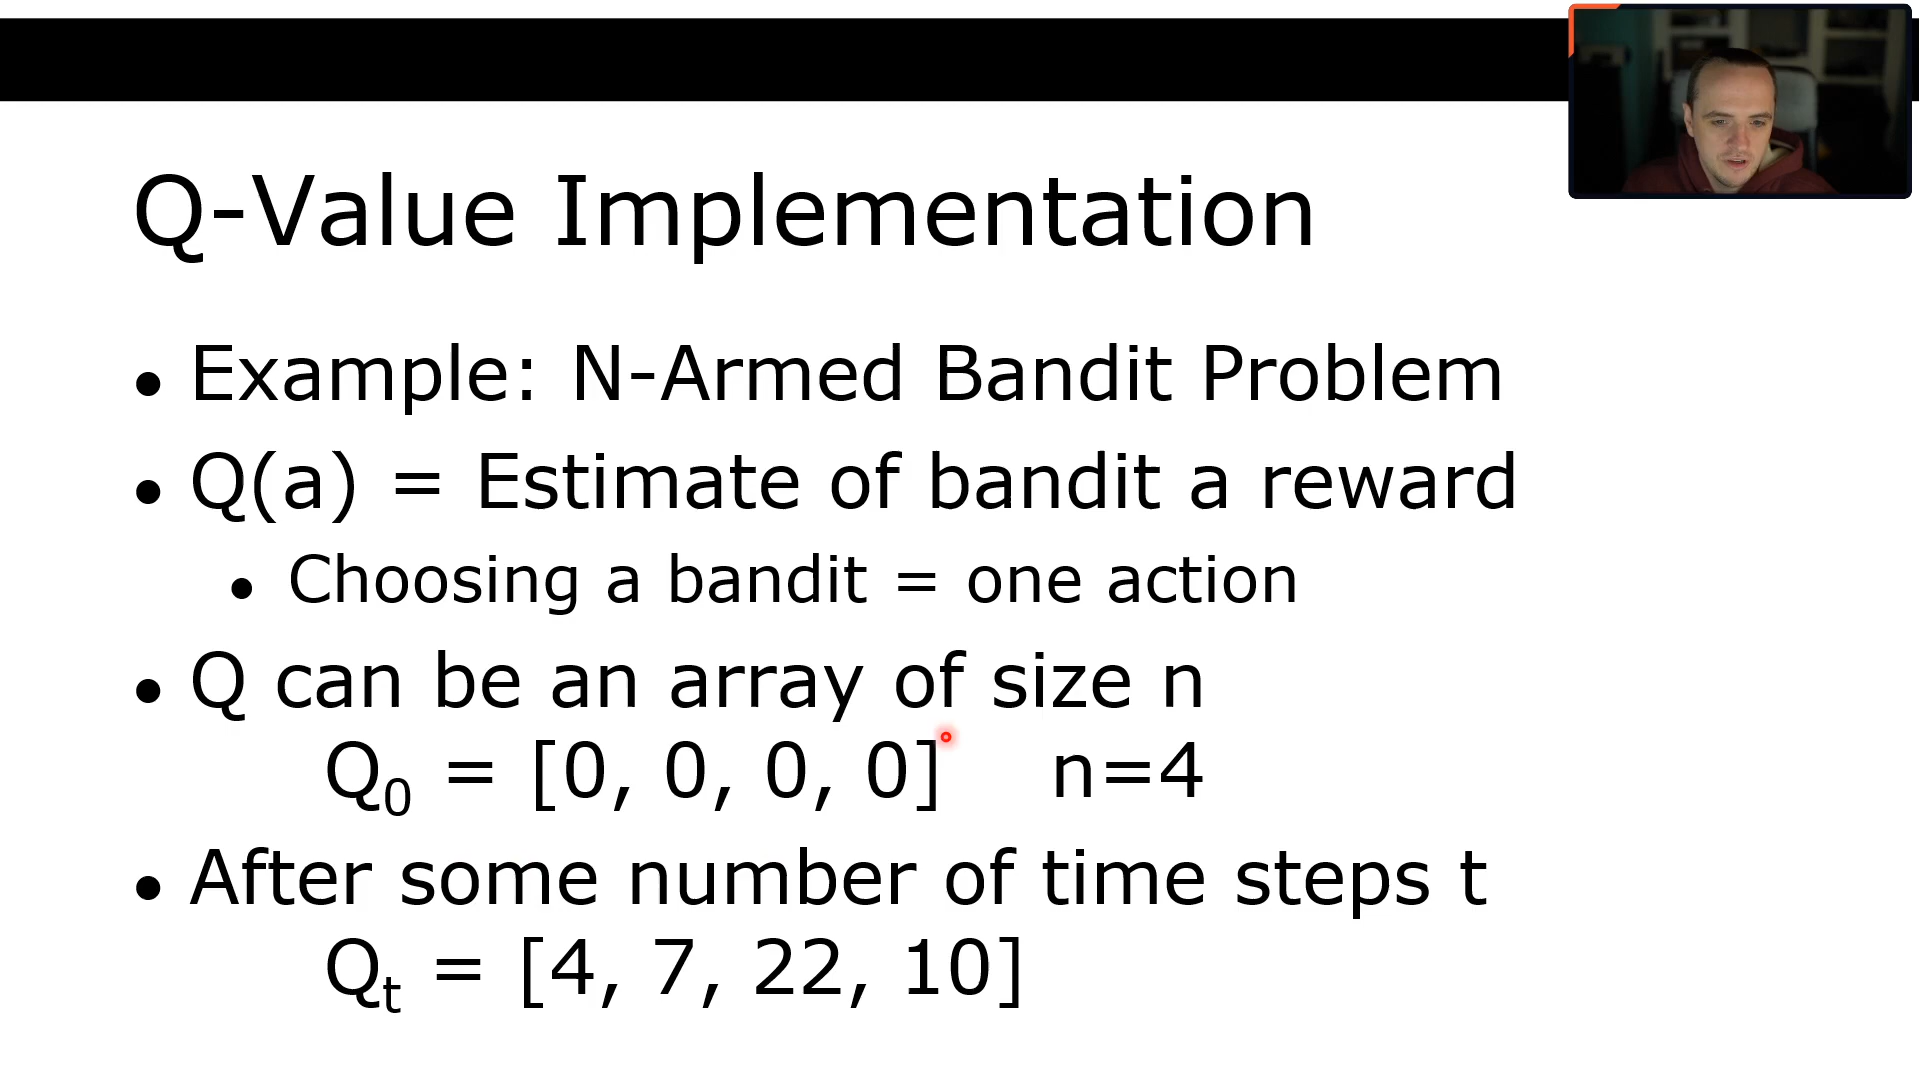 Q-Value Implementation
• Example: N-Armed Bandit Problem
• Q(a) = Estimate of bandit a reward
• Choosing a bandit = one action
• Q can be an array of size n
Q₀ = [0, 0, 0, 0] n=4
• After some number of time steps t
Qₜ = [4, 7, 22, 10]